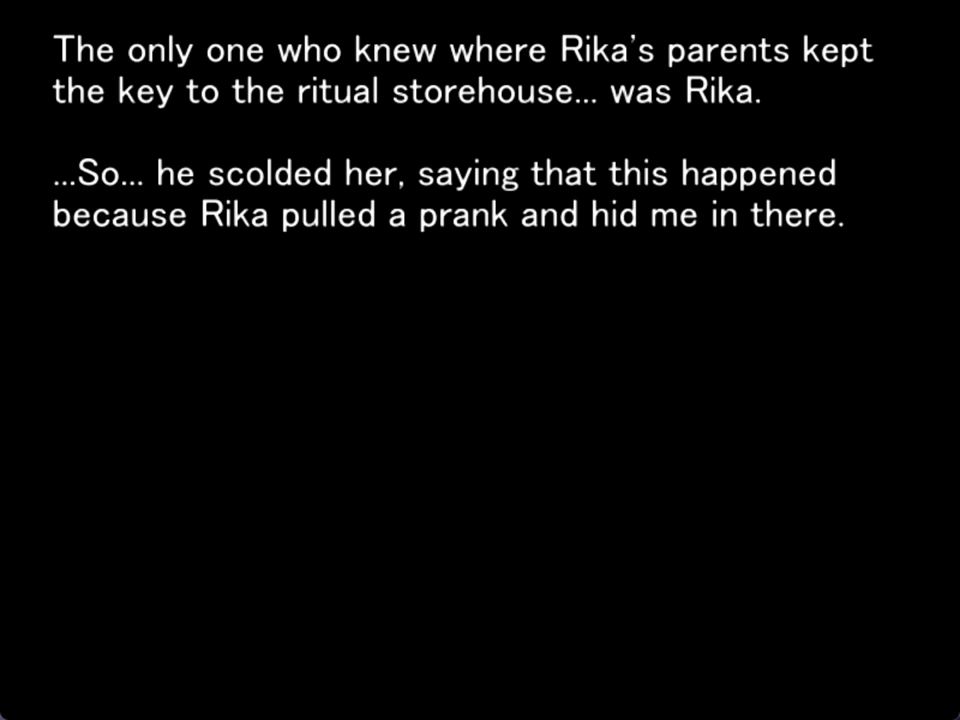 The only one who knew where Rika's parents kept
the key to the ritual storehouse... was Rika.
...So... he scolded her, saying that this happened
because Rika pulled a prank and hid me in there.